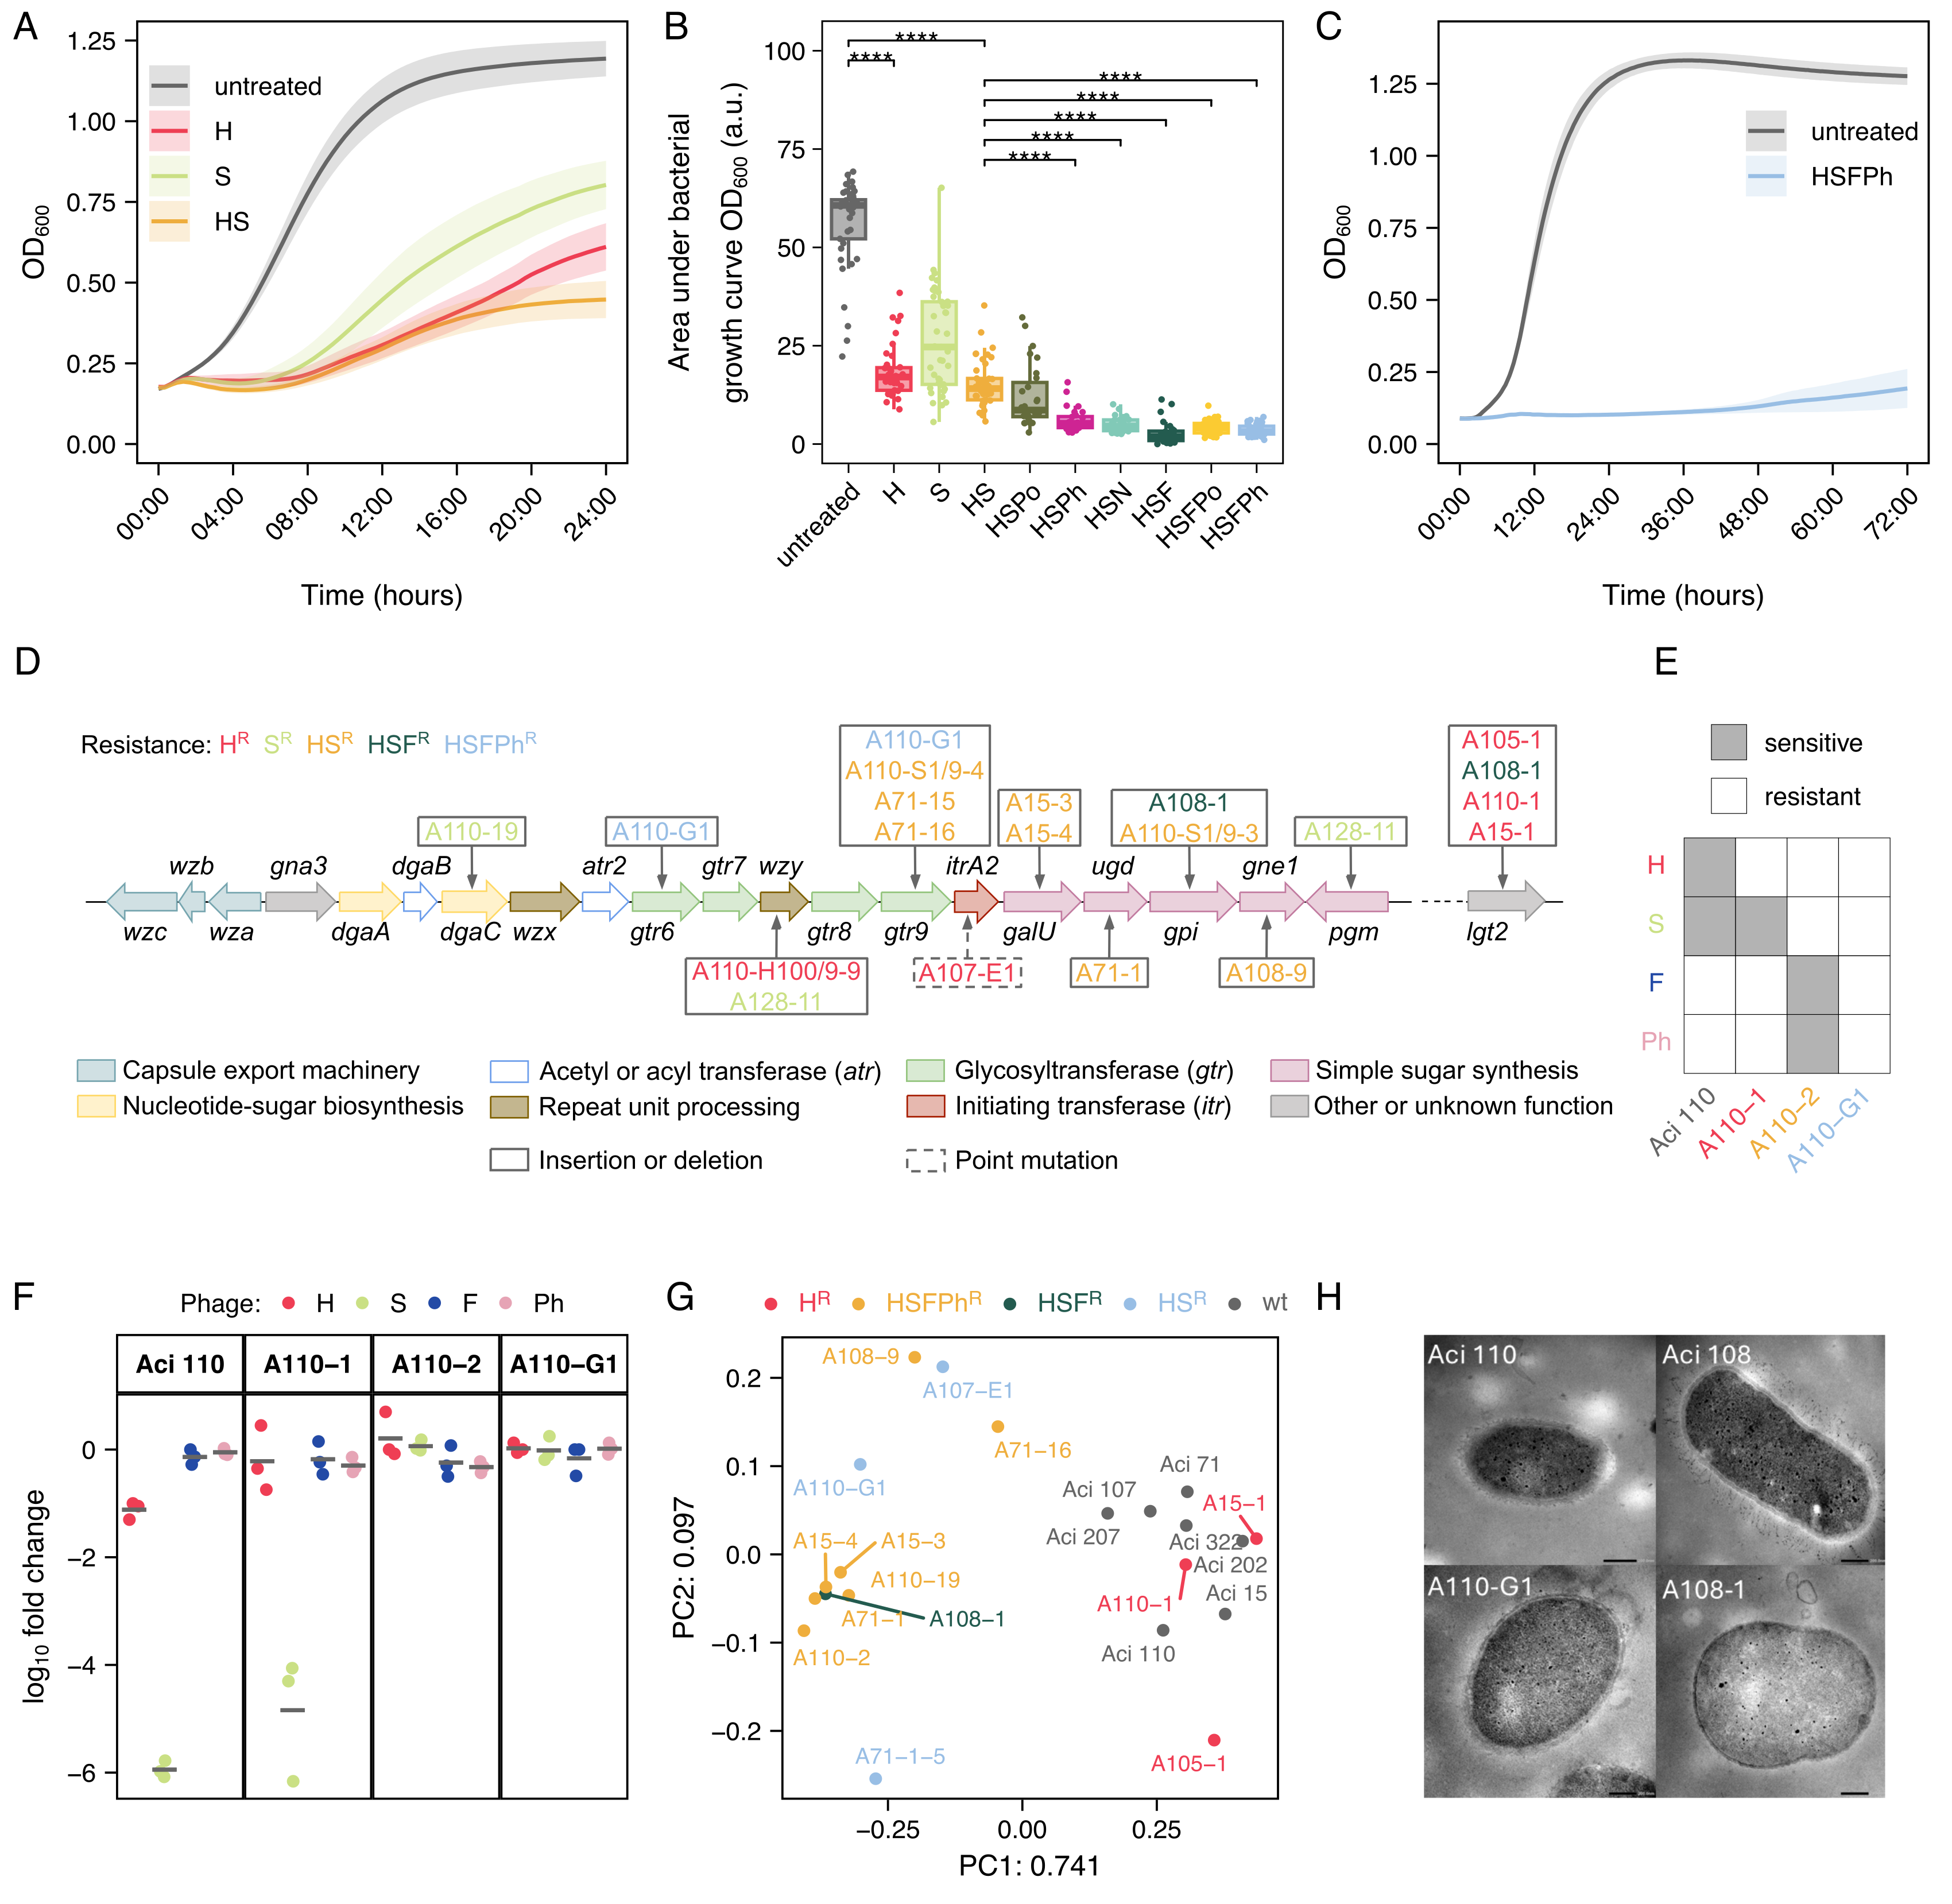 A
1.25
1.00
0.75
0.50
0.25
0.00
OD600
untreated
H
S
HS
00:00
04:00
08:00
12:00
16:00
20:00
24:00
Time (hours)
B
100
75
50
25
0
Area under bacterial
growth curve OD600 (a.u.)
****
****
****
****
****
****
****
untreated
H
S
HS
HSPo
HSPh
HSN
HSF
HSFPo
HSFPh
C
1.25
1.00
0.75
0.50
0.25
0.00
OD600
untreated
HSFPh
00:00
12:00
24:00
36:00
48:00
60:00
72:00
Time (hours)
D
Resistance: HR SR HSR HSFR HSFPhR
A110-G1
A110-S1/9-4
A71-15
A71-16
A105-1
A108-1
A110-1
A15-1
A15-3
A15-4
A108-1
A110-S1/9-3
A110-19
A110-G1
A128-11
wzb gna3 dgaB atr2 gtr7 wzy itrA2 ugd gne1
wzc wza dgaA dgaC wzx gtr6 gtr8 gtr9 galU gpi pgm lgt2
A110-H100/9-9
A128-11
A107-E1
A71-1
A108-9
Capsule export machinery
Acetyl or acyl transferase (atr)
Glycosyltransferase (gtr)
Simple sugar synthesis
Nucleotide-sugar biosynthesis
Repeat unit processing
Initiating transferase (itr)
Other or unknown function
Insertion or deletion
Point mutation
E
sensitive
resistant
H
S
F
Ph
Aci 110
A110−1
A110−2
A110−G1
F
Phage: H S F Ph
Aci 110
A110−1
A110−2
A110−G1
0
−2
−4
−6
log10 fold change
G
HR HSFPhR HSFR HSR wt
0.2
0.1
0.0
−0.1
−0.2
PC2: 0.097
A108−9
A107−E1
A71−16
A110−G1
Aci 71
Aci 107
A15−1
Aci 207
A15−4
A15−3
Aci 322
Aci 202
A110−19
Aci 15
A110−1
A71−1
A108−1
A110−2
Aci 110
A71−1−5
A105−1
−0.25
0.00
0.25
PC1: 0.741
H
Aci 110
Aci 108
A110-G1
A108-1